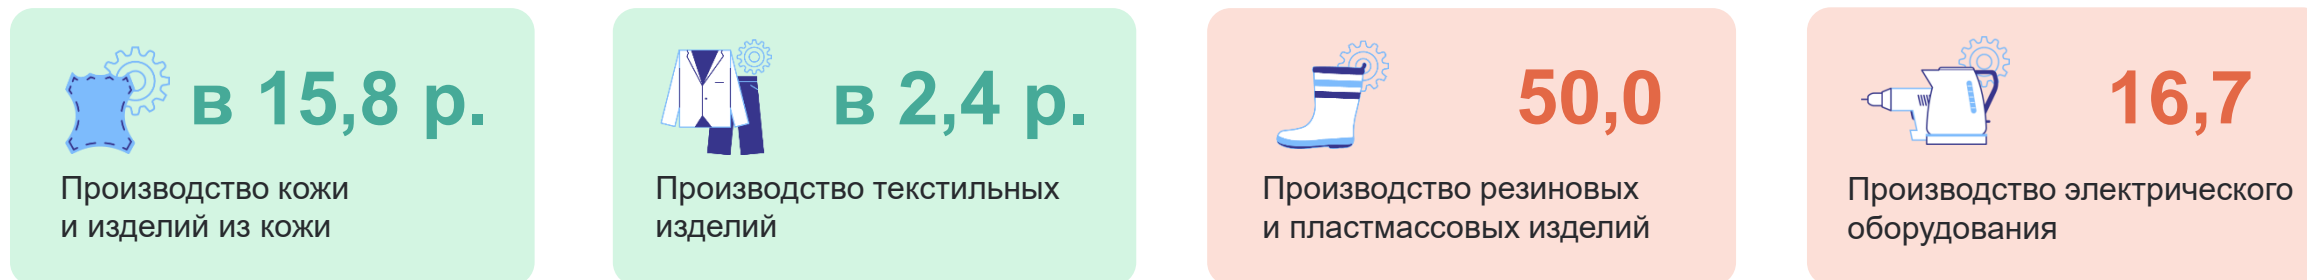 в 15,8 р.
Производство кожи
и изделий из кожи
в 2,4 р.
Производство текстильных
изделий
50,0
Производство резиновых
и пластмассовых изделий
16,7
Производство электрического
оборудования